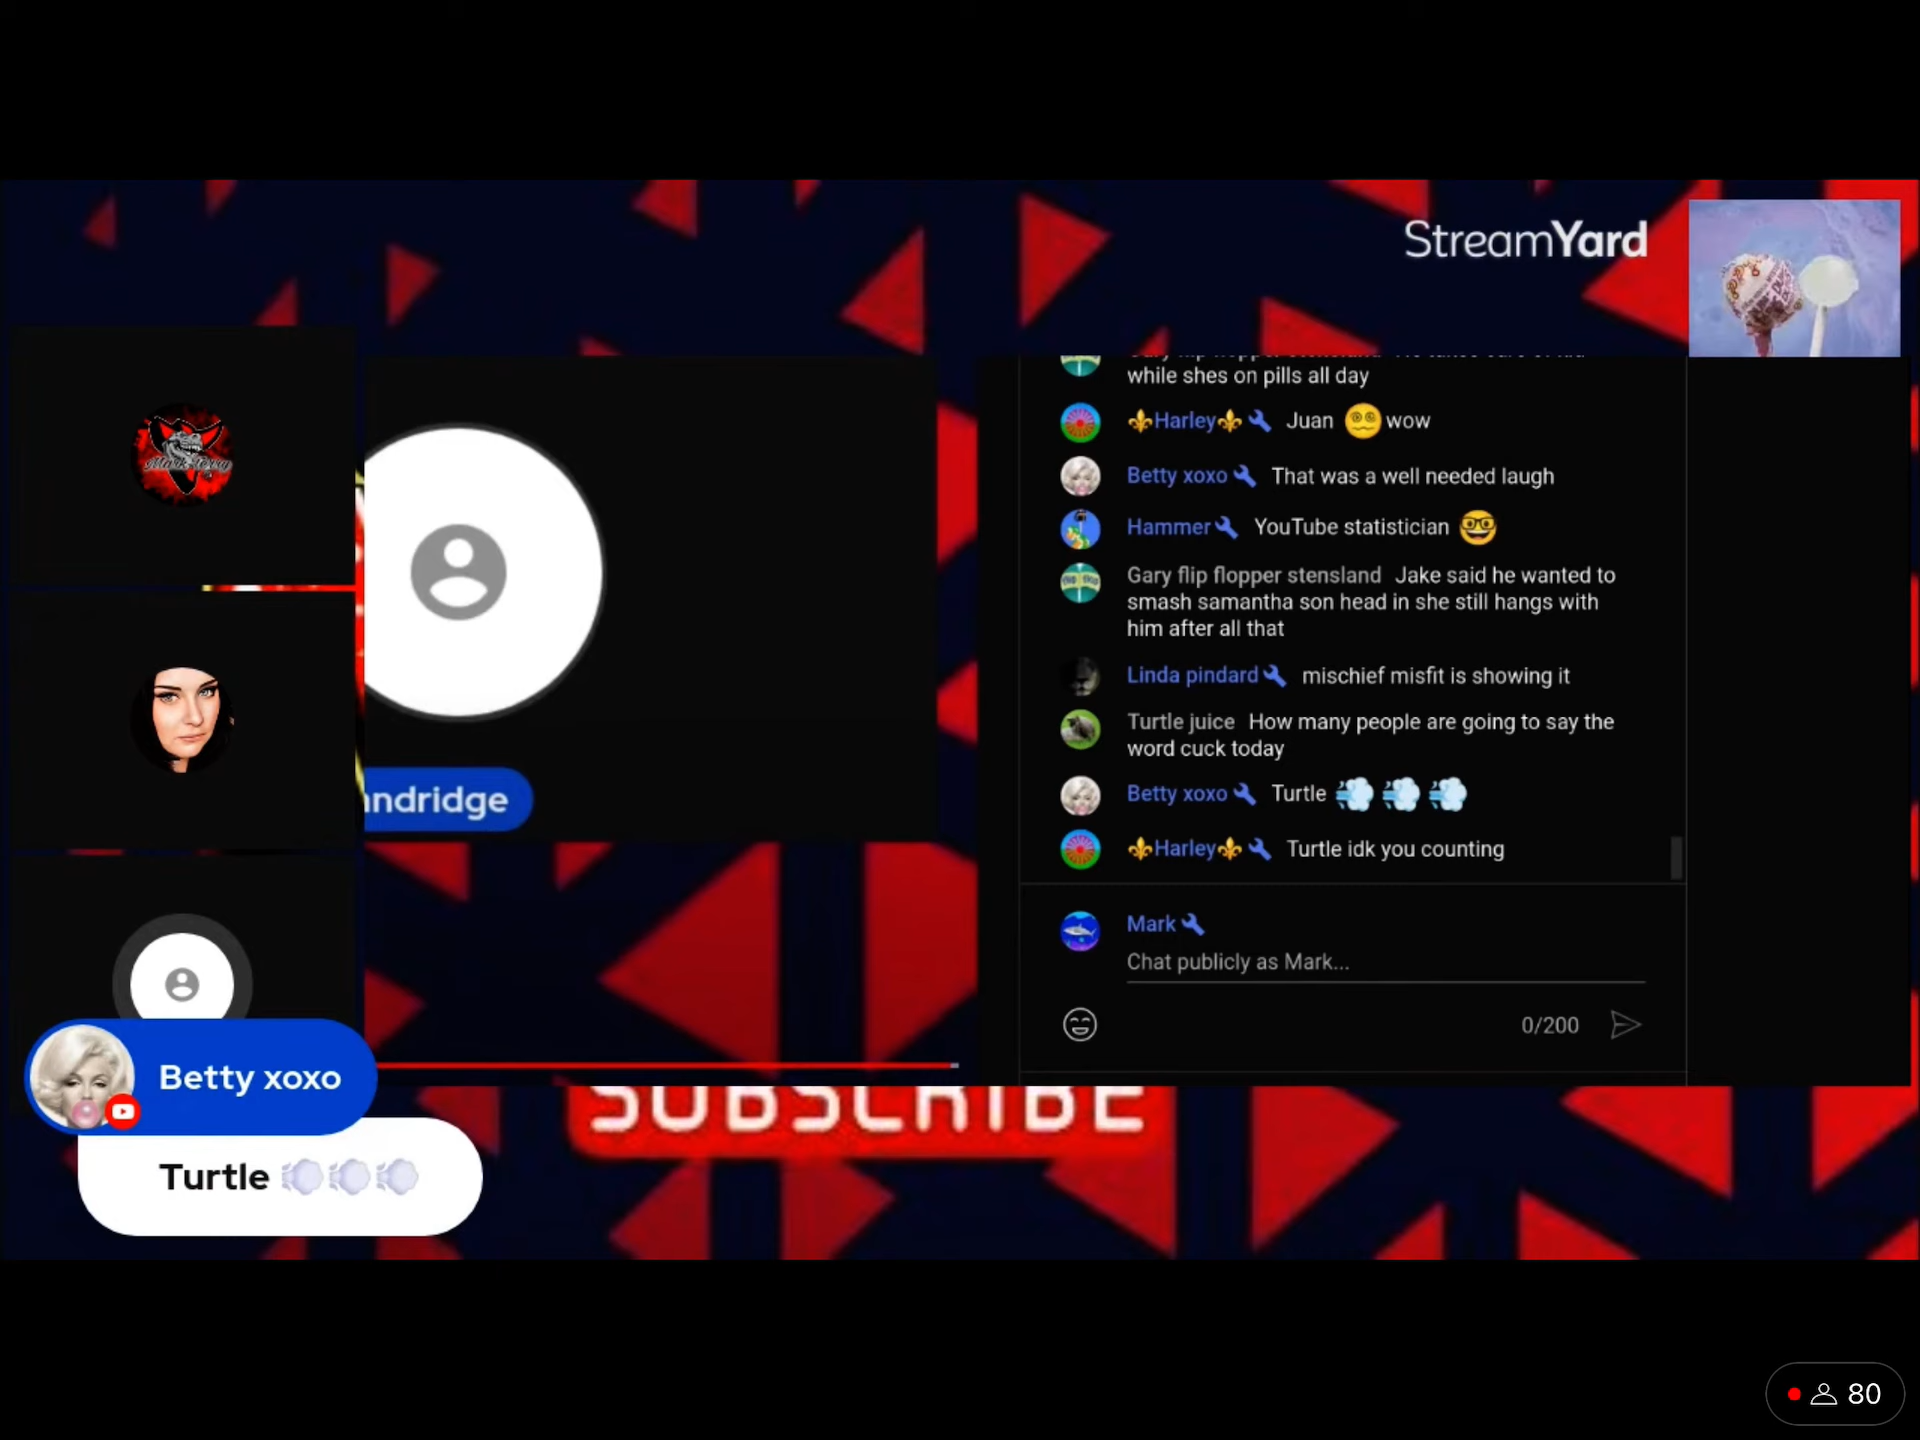 StreamYard
while shes on pills all day
⚜Harley⚜ Juan 😵‍💫 wow
Betty xoxo That was a well needed laugh
Hammer YouTube statistician 🤓
Gary flip flopper stensland Jake said he wanted to
smash samantha son head in she still hangs with
him after all that
Linda pindard mischief misfit is showing it
Turtle juice How many people are going to say the
word cuck today
ndridge
Betty xoxo Turtle 💨 💨 💨
⚜Harley⚜ Turtle idk you counting
Mark
Chat publicly as Mark...
0/200
Betty xoxo
Turtle 💨💨💨
SUBSCRIBE
80